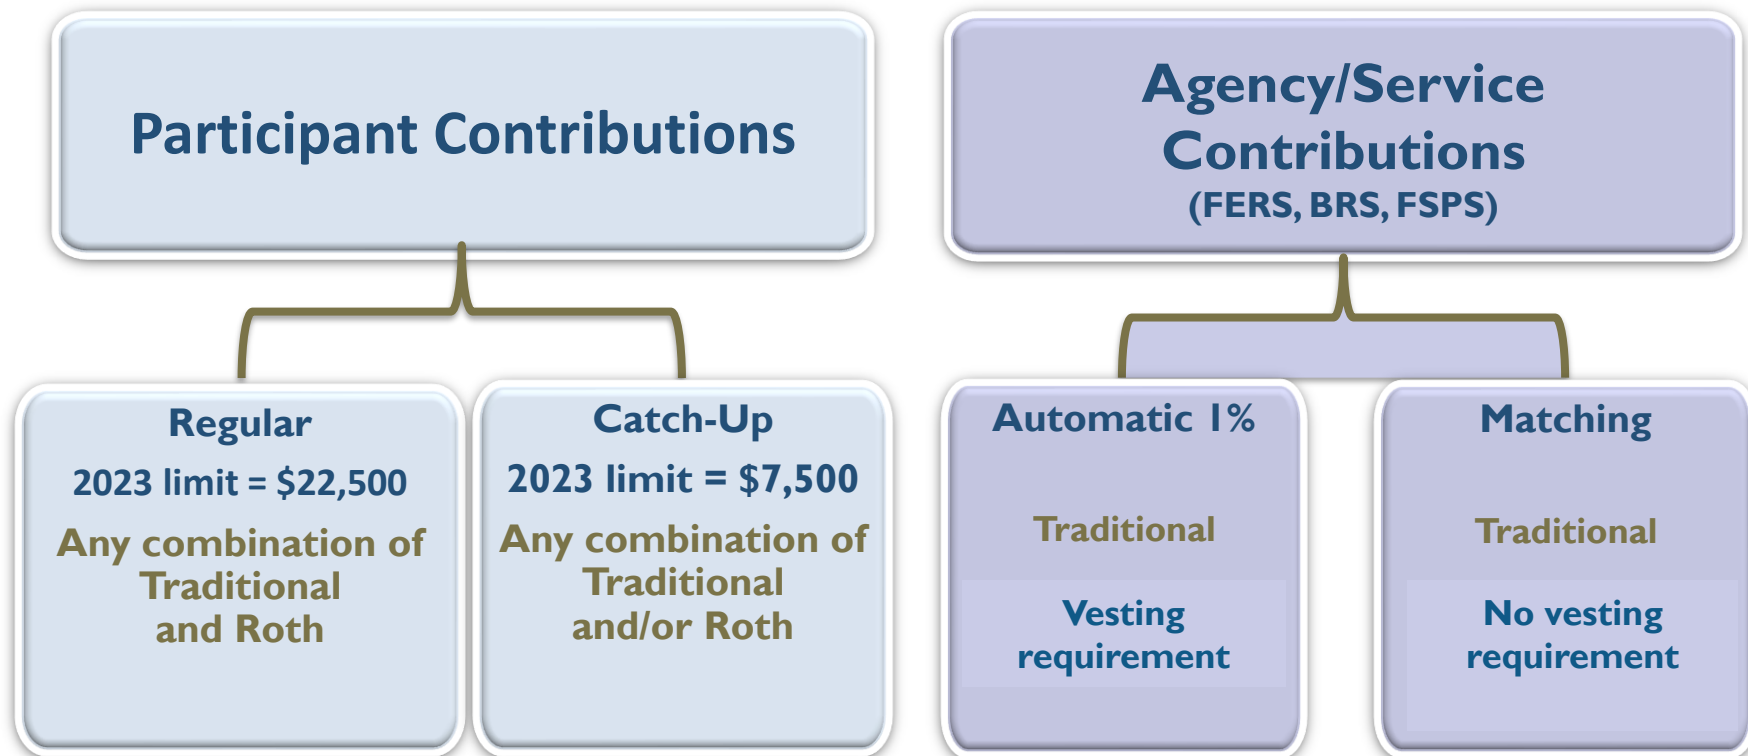 Participant Contributions
Agency/Service
Contributions
(FERS, BRS, FSPS)
Regular
2023 limit = $22,500
Any combination of
Traditional
and Roth
Catch-Up
2023 limit = $7,500
Any combination of
Traditional
and/or Roth
Automatic 1%
Traditional
Vesting
requirement
Matching
Traditional
No vesting
requirement